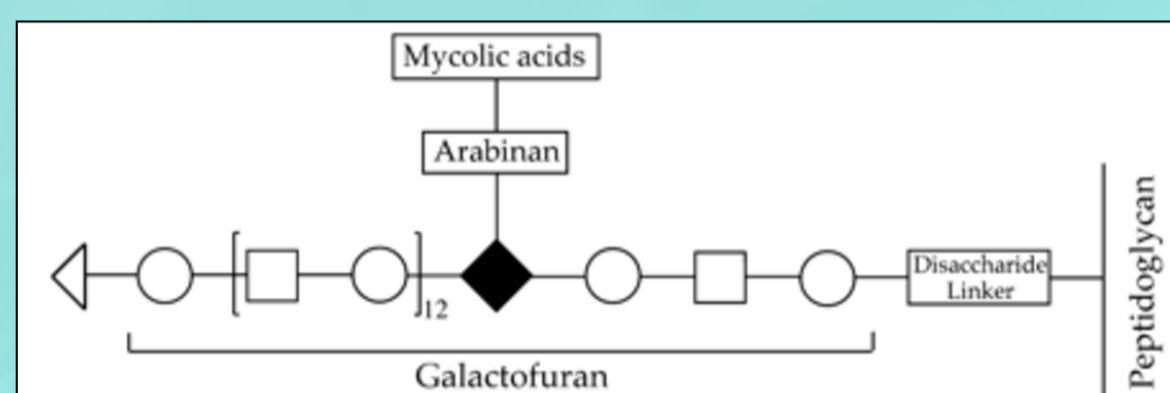 Mycolic acids
Arabinan
12
Disaccharide
Linker
Galactofuran
Peptidoglycan